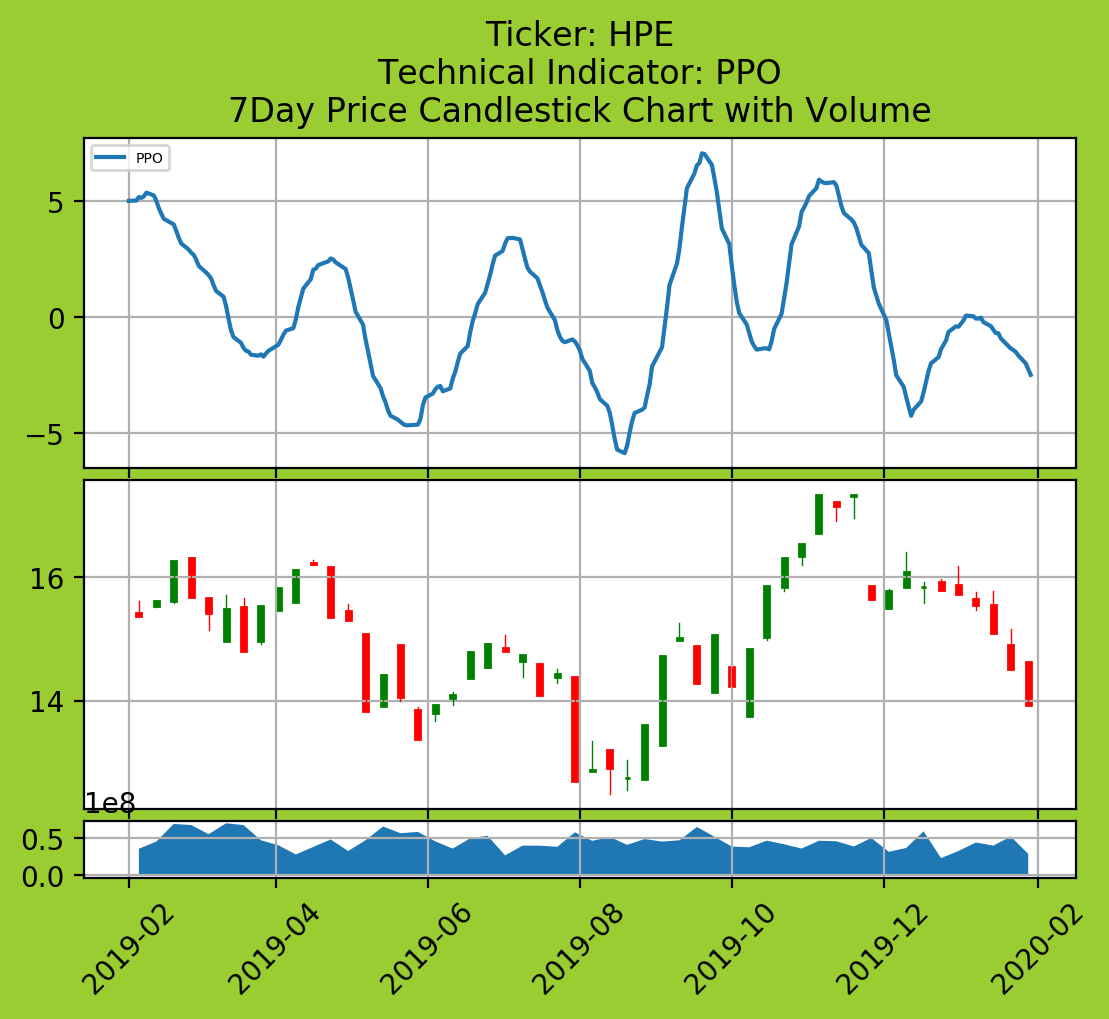 Ticker: HPE
Technical Indicator: PPO
7Day Price Candlestick Chart with Volume
PPO
5
0
−5
16
14
1e8
0.5
0.0
2019-02
2019-04
2019-06
2019-08
2019-10
2019-12
2020-02